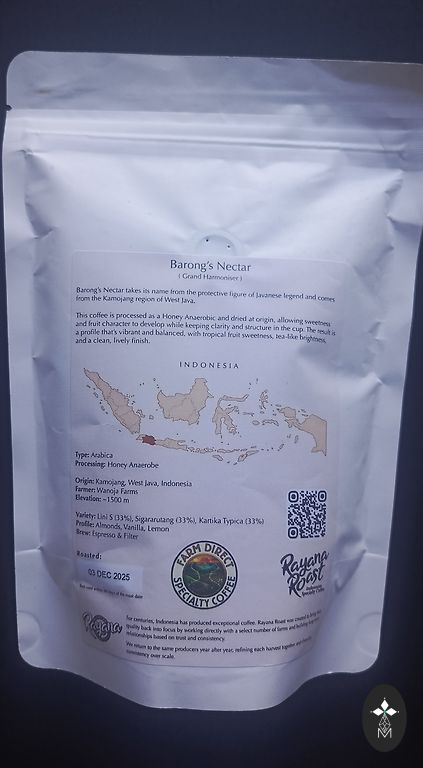 Barong's Nectar
( Grand Harmoniser )
Barong's Nectar takes its name from the protective figure of Javanese legend and comes
from the Kamojang region of West Java.
This coffee is processed as a Honey Anaerobic and dried at origin, allowing sweetness
and fruit character to develop while keeping clarity and structure in the cup. The result is
a profile that's vibrant and balanced, with tropical fruit sweetness, tea-like brightness,
and a clean, lively finish.
INDONESIA
Type: Arabica
Processing: Honey Anaerobe
Origin: Kamojang, West Java, Indonesia
Farmer: Wanoja Farms
Elevation: ~1500 m
Variety: Lini S (33%), Sigararutang (33%), Kartika Typica (33%)
Profile: Almonds, Vanilla, Lemon
Brew: Espresso & Filter
Roasted:
03 DEC 2025
FARM DIRECT
SPECIALTY COFFEE
Rayana
Roast
Specialty Coffee
Rayana
For centuries, Indonesia has produced exceptional coffee. Rayana Roast was created to bring
quality back into focus by working directly with a select number of farms and building
relationships based on trust and consistency.
We return to the same producers year after year, refining each harvest together and
consistency over scale.
M